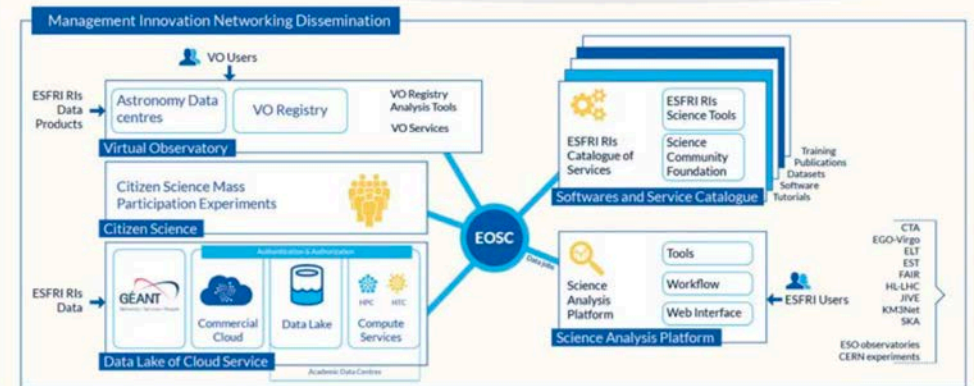 Management Innovation Networking Dissemination
VO Users
ESFRI RIs
Data
Products
Astronomy Data
centres
VO Registry
VO Registry
Analysis Tools
VO Services
Virtual Observatory
Citizen Science Mass
Participation Experiments
Citizen Science
Authentication & Authorization
ESFRI RIs
Data
GÉANT
Commercial
Cloud
Data Lake
HPC
HTC
Compute
Services
Data Lake of Cloud Service
Academic Data Centres
EOSC
Data jobs
ESFRI RIs
Catalogue of
Services
ESFRI RIs
Science Tools
Science
Community
Foundation
Softwares and Service Catalogue
Training
Publications
Datasets
Software
Tutorials
Science
Analysis
Platform
Tools
Workflow
Web Interface
Science Analysis Platform
ESFRI Users
CTA
EGO-Virgo
ELT
EST
FAIR
HL-LHC
JIVE
KM3Net
SKA
ESO observatories
CERN experiments